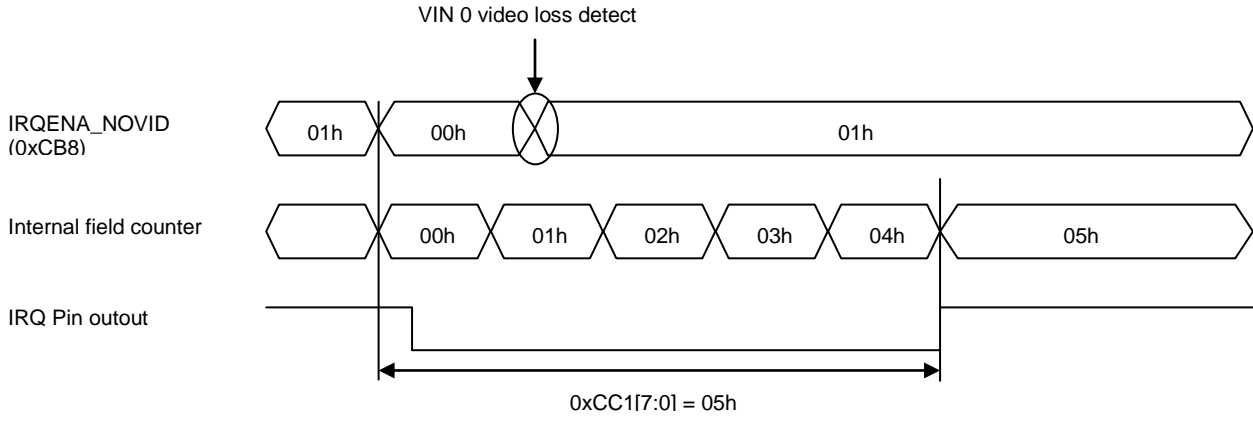 VIN 0 video loss detect
IRQENA_NOVID
(0xCB8)
01h
00h
01h
Internal field counter
00h
01h
02h
03h
04h
05h
IRQ Pin outout
0xCC1[7:0] = 05h